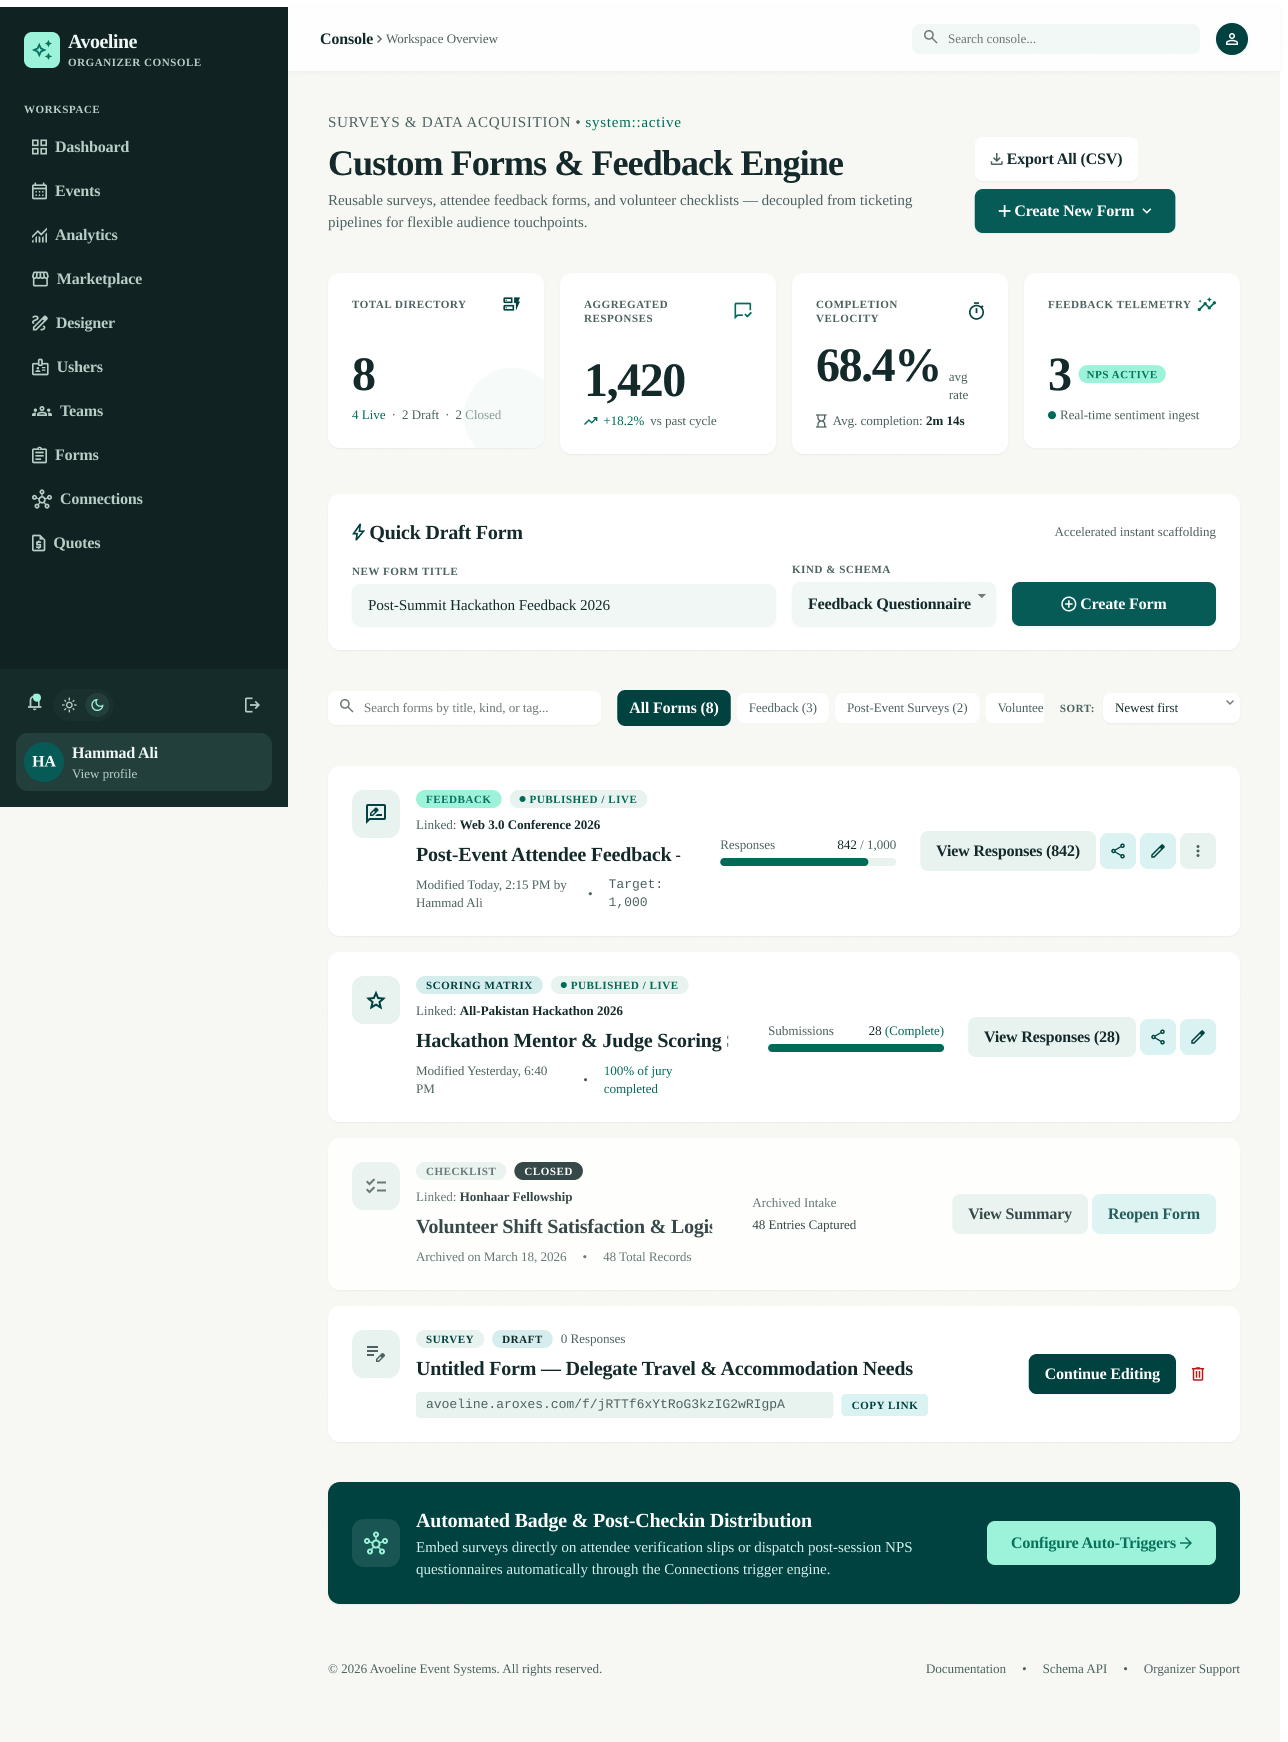 Avoeline
ORGANIZER CONSOLE
WORKSPACE
Dashboard
Events
Analytics
Marketplace
Designer
Ushers
Teams
Forms
Connections
Quotes
HA
Hammad Ali
View profile
Console
Workspace Overview
Search console...
SURVEYS & DATA ACQUISITION • system::active
Custom Forms & Feedback Engine
Reusable surveys, attendee feedback forms, and volunteer checklists — decoupled from ticketing
pipelines for flexible audience touchpoints.
Export All (CSV)
Create New Form
TOTAL DIRECTORY
8
4 Live · 2 Draft · 2 Closed
AGGREGATED
RESPONSES
1,420
+18.2% vs past cycle
COMPLETION
VELOCITY
68.4% avg
rate
Avg. completion: 2m 14s
FEEDBACK TELEMETRY
3 NPS ACTIVE
Real-time sentiment ingest
Quick Draft Form
Accelerated instant scaffolding
NEW FORM TITLE
Post-Summit Hackathon Feedback 2026
KIND & SCHEMA
Feedback Questionnaire
Create Form
Search forms by title, kind, or tag...
All Forms (8)
Feedback (3)
Post-Event Surveys (2)
Voluntee
SORT:
Newest first
FEEDBACK
PUBLISHED / LIVE
Linked: Web 3.0 Conference 2026
Post-Event Attendee Feedback -
Modified Today, 2:15 PM by
Hammad Ali
•
Target:
1,000
Responses
842 / 1,000
View Responses (842)
SCORING MATRIX
PUBLISHED / LIVE
Linked: All-Pakistan Hackathon 2026
Hackathon Mentor & Judge Scoring
Modified Yesterday, 6:40
PM
•
100% of jury
completed
Submissions
28 (Complete)
View Responses (28)
CHECKLIST
CLOSED
Linked: Honhaar Fellowship
Volunteer Shift Satisfaction & Logis
Archived on March 18, 2026 • 48 Total Records
Archived Intake
48 Entries Captured
View Summary
Reopen Form
SURVEY
DRAFT
0 Responses
Untitled Form — Delegate Travel & Accommodation Needs
avoeline.aroxes.com/f/jRTTf6xYtRoG3kzIG2wRIgpA
COPY LINK
Continue Editing
Automated Badge & Post-Checkin Distribution
Embed surveys directly on attendee verification slips or dispatch post-session NPS
questionnaires automatically through the Connections trigger engine.
Configure Auto-Triggers
© 2026 Avoeline Event Systems. All rights reserved.
Documentation • Schema API • Organizer Support